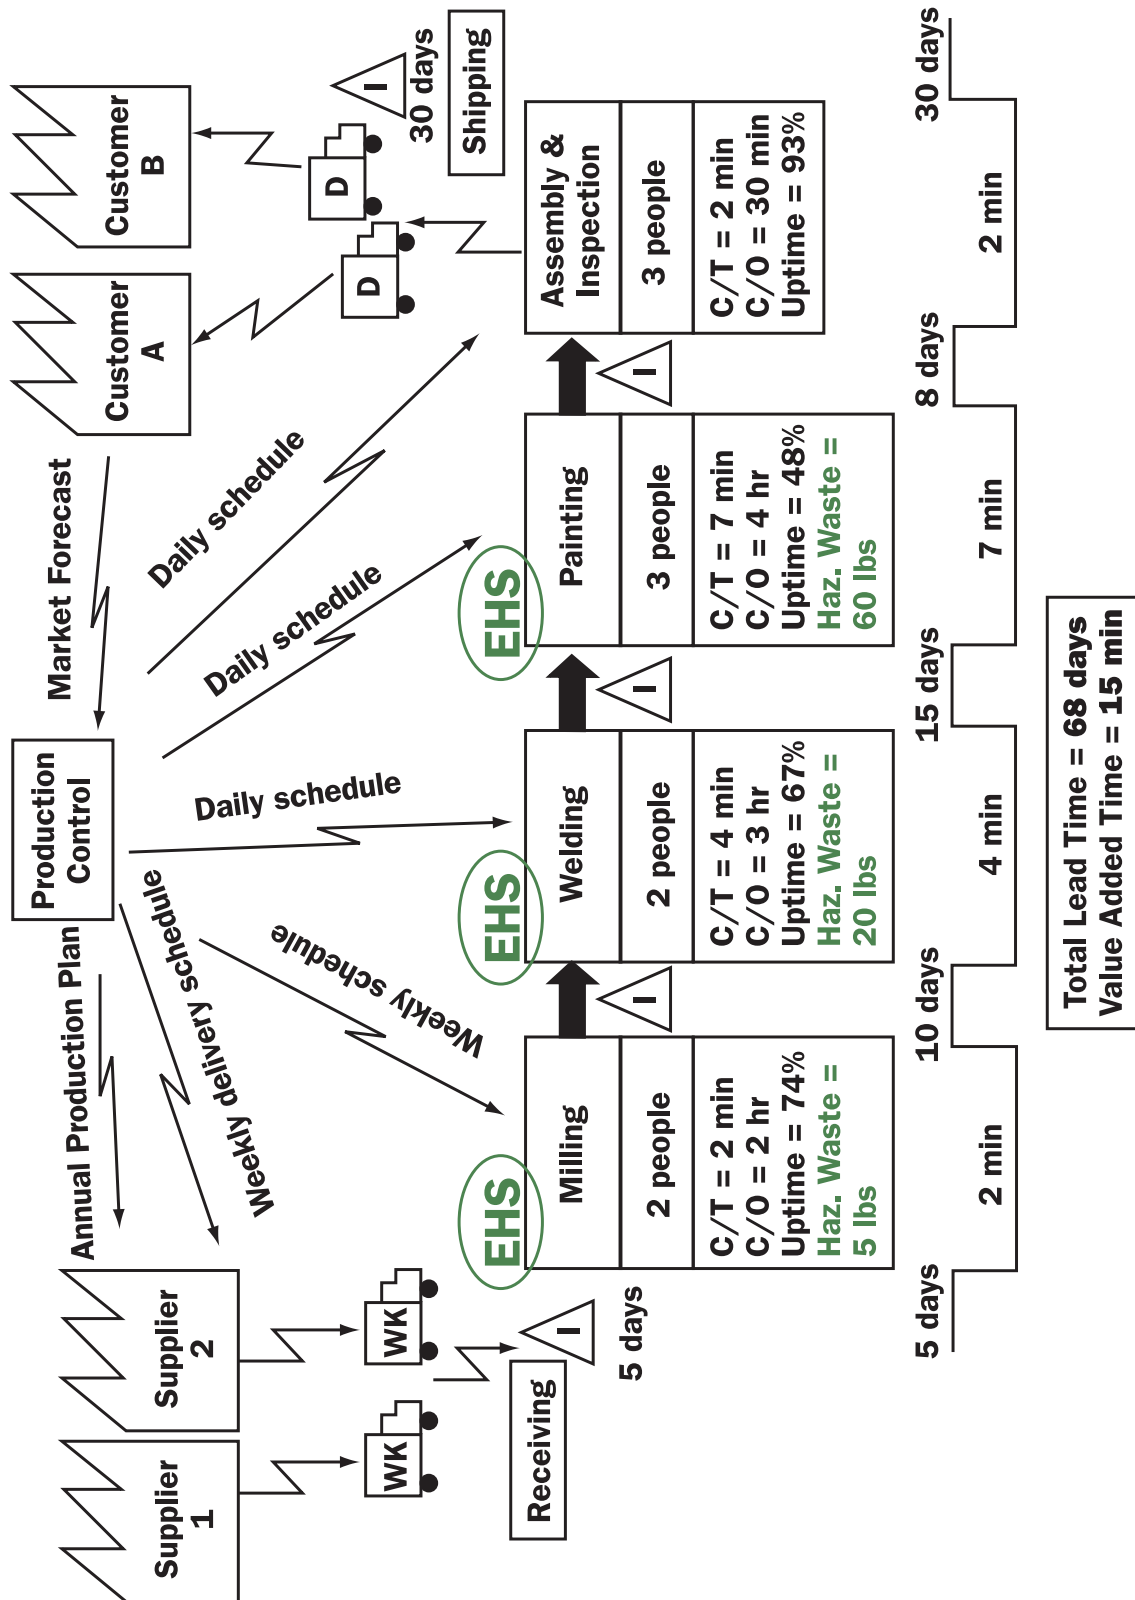 Supplier
1
Supplier
2
Annual Production Plan
Weekly delivery schedule
Production
Control
Market Forecast
Customer
A
Customer
B
Weekly schedule
Daily schedule
Daily schedule
Daily schedule
WK
WK
D
D
I
30 days
Shipping
Receiving
I
5 days
EHS
Milling
2 people
C/T = 2 min
C/O = 2 hr
Uptime = 74%
Haz. Waste =
5 lbs
I
EHS
Welding
2 people
C/T = 4 min
C/O = 3 hr
Uptime = 67%
Haz. Waste =
20 lbs
I
EHS
Painting
3 people
C/T = 7 min
C/O = 4 hr
Uptime = 48%
Haz. Waste =
60 lbs
I
Assembly &
Inspection
3 people
C/T = 2 min
C/O = 30 min
Uptime = 93%
5 days
2 min
10 days
4 min
15 days
7 min
8 days
2 min
30 days
Total Lead Time = 68 days
Value Added Time = 15 min